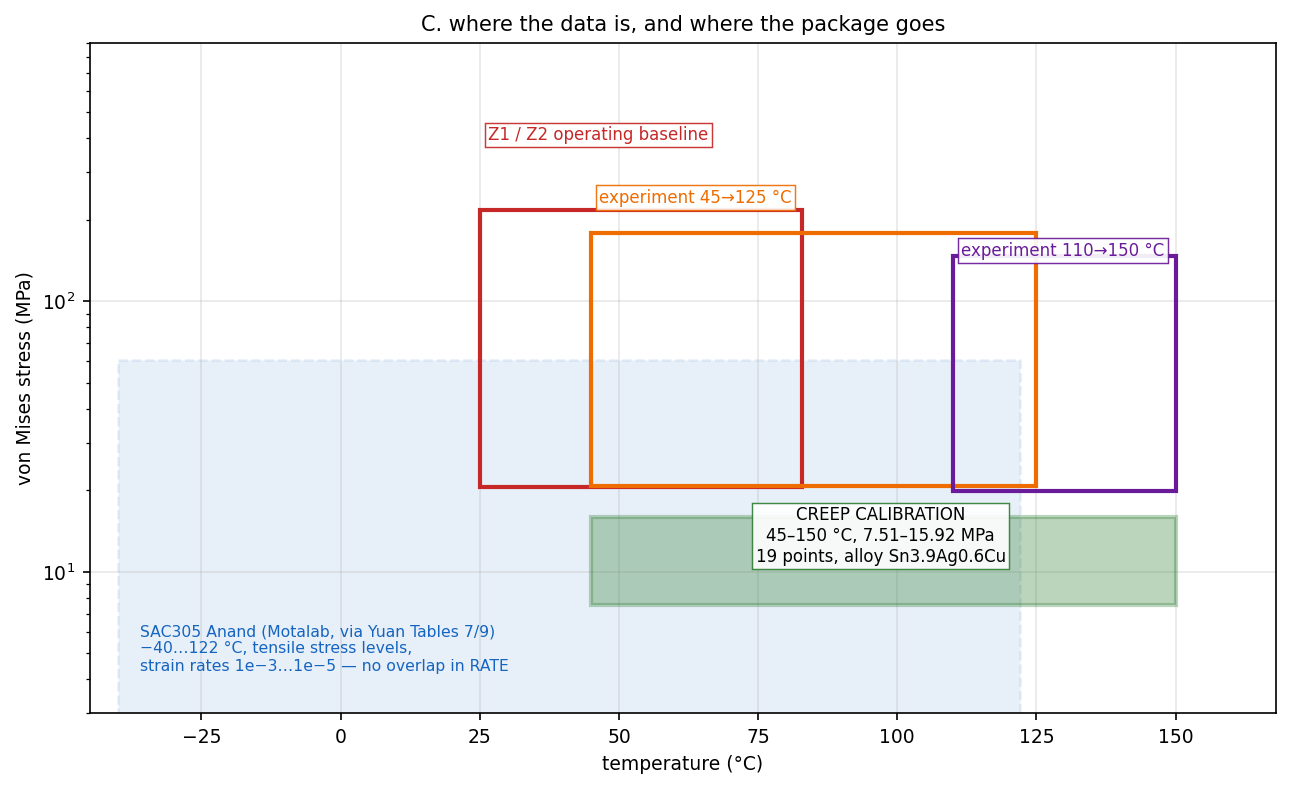 C. where the data is, and where the package goes
Z1 / Z2 operating baseline
experiment 45→125 °C
experiment 110→150 °C
von Mises stress (MPa)
10²
10¹
CREEP CALIBRATION
45–150 °C, 7.51–15.92 MPa
19 points, alloy Sn3.9Ag0.6Cu
SAC305 Anand (Motalab, via Yuan Tables 7/9)
−40…122 °C, tensile stress levels,
strain rates 1e−3…1e−5 — no overlap in RATE
−25 0 25 50 75 100 125 150
temperature (°C)